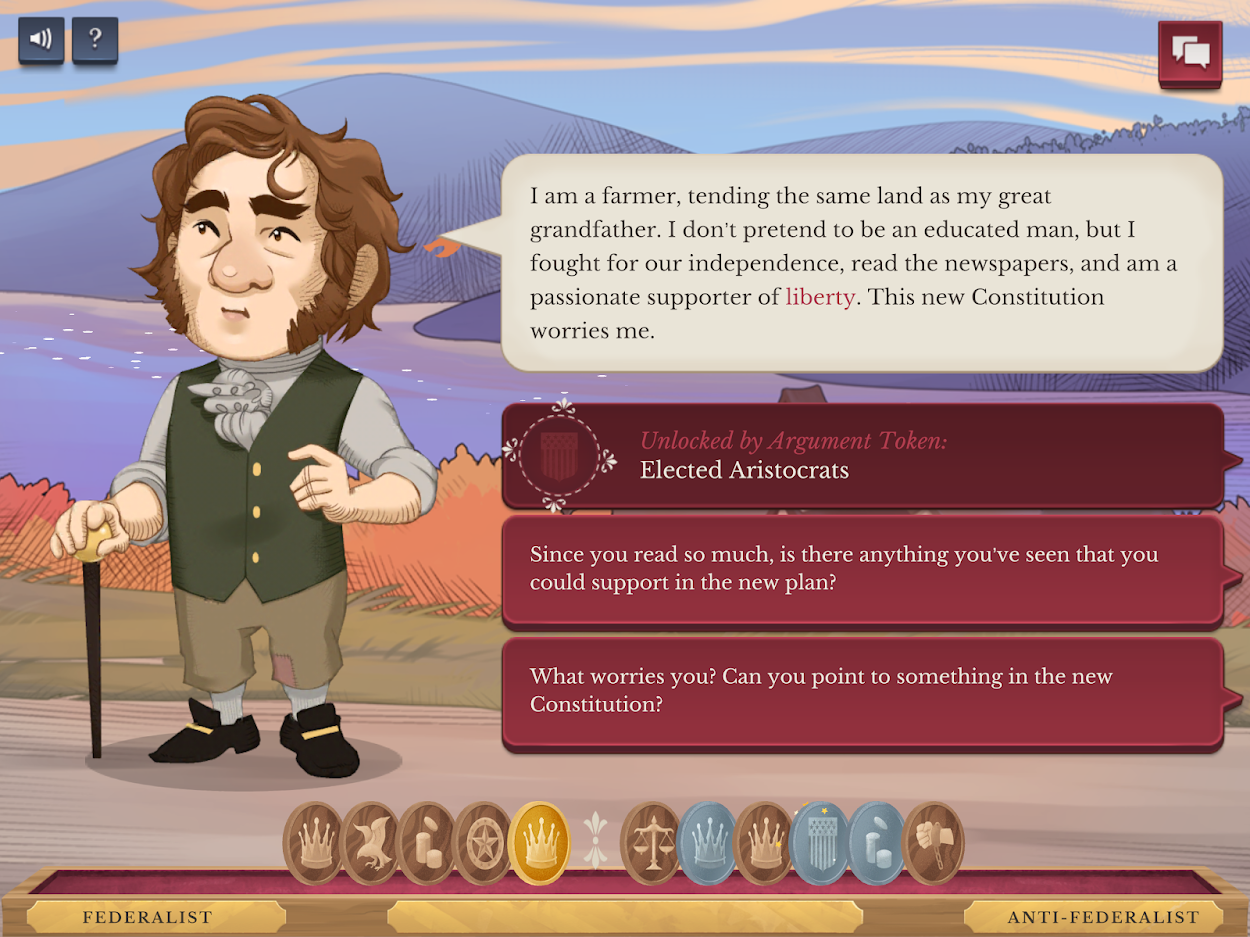 ?
I am a farmer, tending the same land as my great
grandfather. I don't pretend to be an educated man, but I
fought for our independence, read the newspapers, and am a
passionate supporter of liberty. This new Constitution
worries me.
Unlocked by Argument Token:
Elected Aristocrats
Since you read so much, is there anything you've seen that you
could support in the new plan?
What worries you? Can you point to something in the new
Constitution?
FEDERALIST
ANTI-FEDERALIST